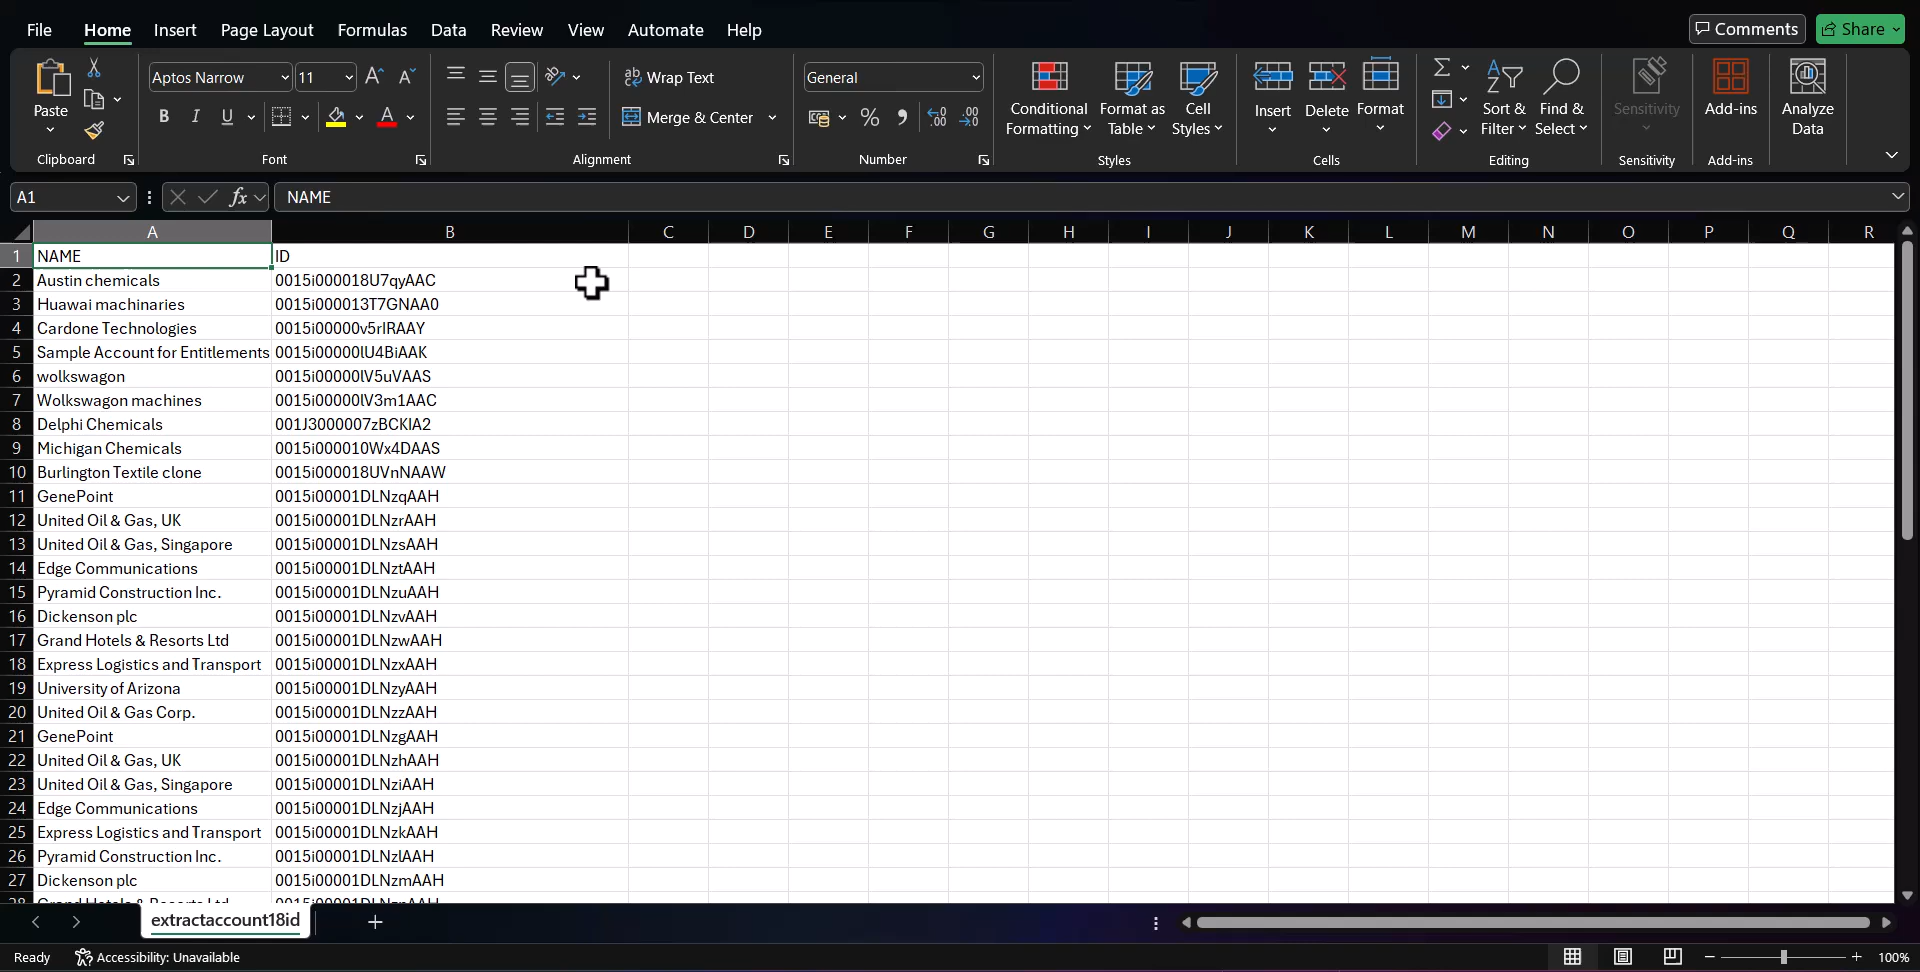 File Home Insert Page Layout Formulas Data Review View Automate Help Comments Share
Paste Aptos Narrow 11 Wrap Text General Conditional Formatting Format as Table Cell Styles Insert Delete Format Sort & Filter Find & Select Sensitivity Add-ins Analyze Data
B I U A Merge & Center
Clipboard Font Alignment Number Styles Cells Editing Sensitivity Add-ins
A1 fx NAME
A B C D E F G H I J K L M N O P Q R
1 NAME ID
2 Austin chemicals 0015i000018U7qyAAC
3 Huawai machinaries 0015i000013T7GNAA0
4 Cardone Technologies 0015i00000v5rlRAAY
5 Sample Account for Entitlements 0015i00000lU4BiAAK
6 wolkswagon 0015i00000lV5uVAAS
7 Wolkswagon machines 0015i00000lV3m1AAC
8 Delphi Chemicals 001J3000007zBCKIA2
9 Michigan Chemicals 0015i000010Wx4DAAS
10 Burlington Textile clone 0015i000018UVnNAAW
11 GenePoint 0015i00001DLNzqAAH
12 United Oil & Gas, UK 0015i00001DLNzrAAH
13 United Oil & Gas, Singapore 0015i00001DLNzsAAH
14 Edge Communications 0015i00001DLNztAAH
15 Pyramid Construction Inc. 0015i00001DLNzuAAH
16 Dickenson plc 0015i00001DLNzvAAH
17 Grand Hotels & Resorts Ltd 0015i00001DLNzwAAH
18 Express Logistics and Transport 0015i00001DLNzxAAH
19 University of Arizona 0015i00001DLNzyAAH
20 United Oil & Gas Corp. 0015i00001DLNzzAAH
21 GenePoint 0015i00001DLNzgAAH
22 United Oil & Gas, UK 0015i00001DLNzhAAH
23 United Oil & Gas, Singapore 0015i00001DLNziAAH
24 Edge Communications 0015i00001DLNzjAAH
25 Express Logistics and Transport 0015i00001DLNzkAAH
26 Pyramid Construction Inc. 0015i00001DLNzlAAH
27 Dickenson plc 0015i00001DLNzmAAH
extractaccount18id
Ready Accessibility: Unavailable 100%